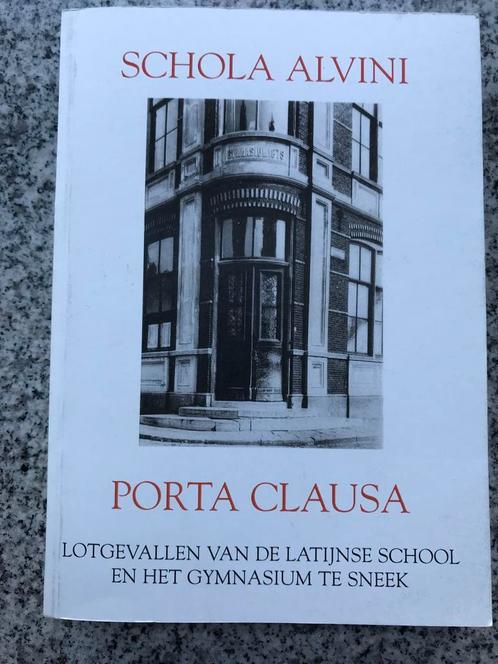 SCHOLA ALVINI
PORTA CLAUSA
LOTGEVALLEN VAN DE LATIJNSE SCHOOL
EN HET GYMNASIUM TE SNEEK